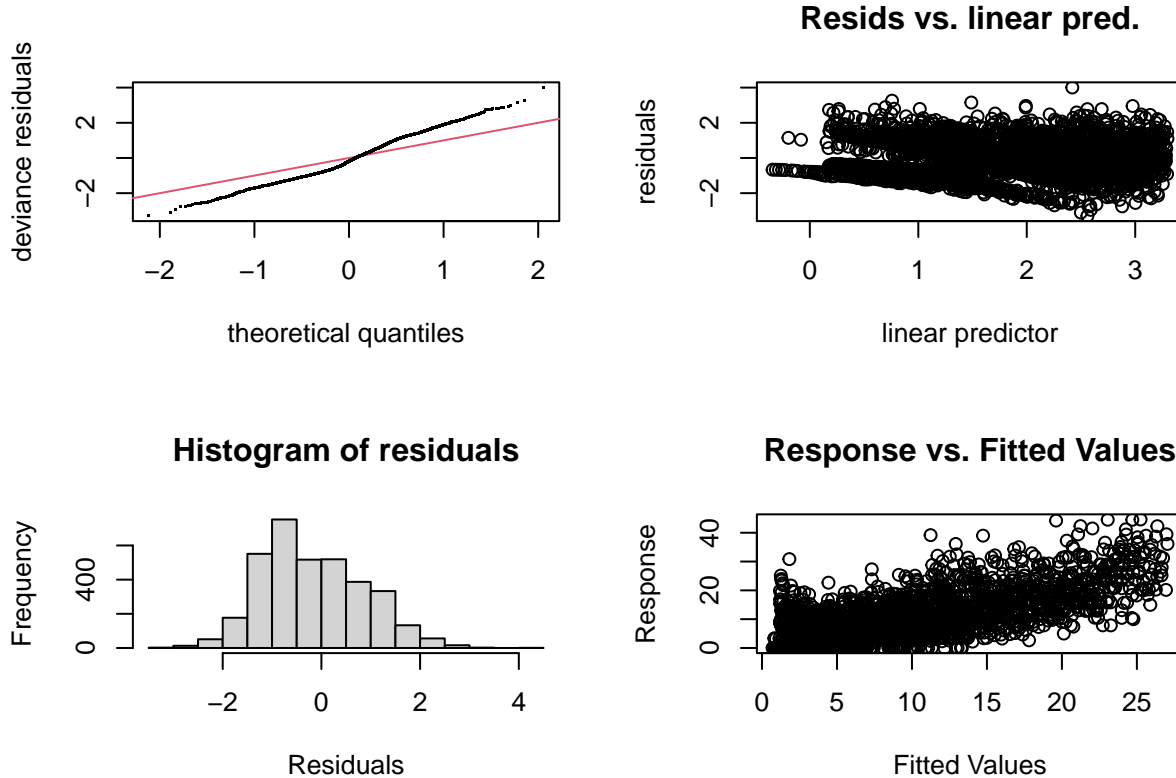 deviance residuals
2
−2
−2
−1
0
1
2
theoretical quantiles
Resids vs. linear pred.
residuals
2
−2
0
1
2
3
linear predictor
Histogram of residuals
Frequency
400
0
−2
0
2
4
Residuals
Response vs. Fitted Values
Response
40
20
0
0
5
10
15
20
25
Fitted Values